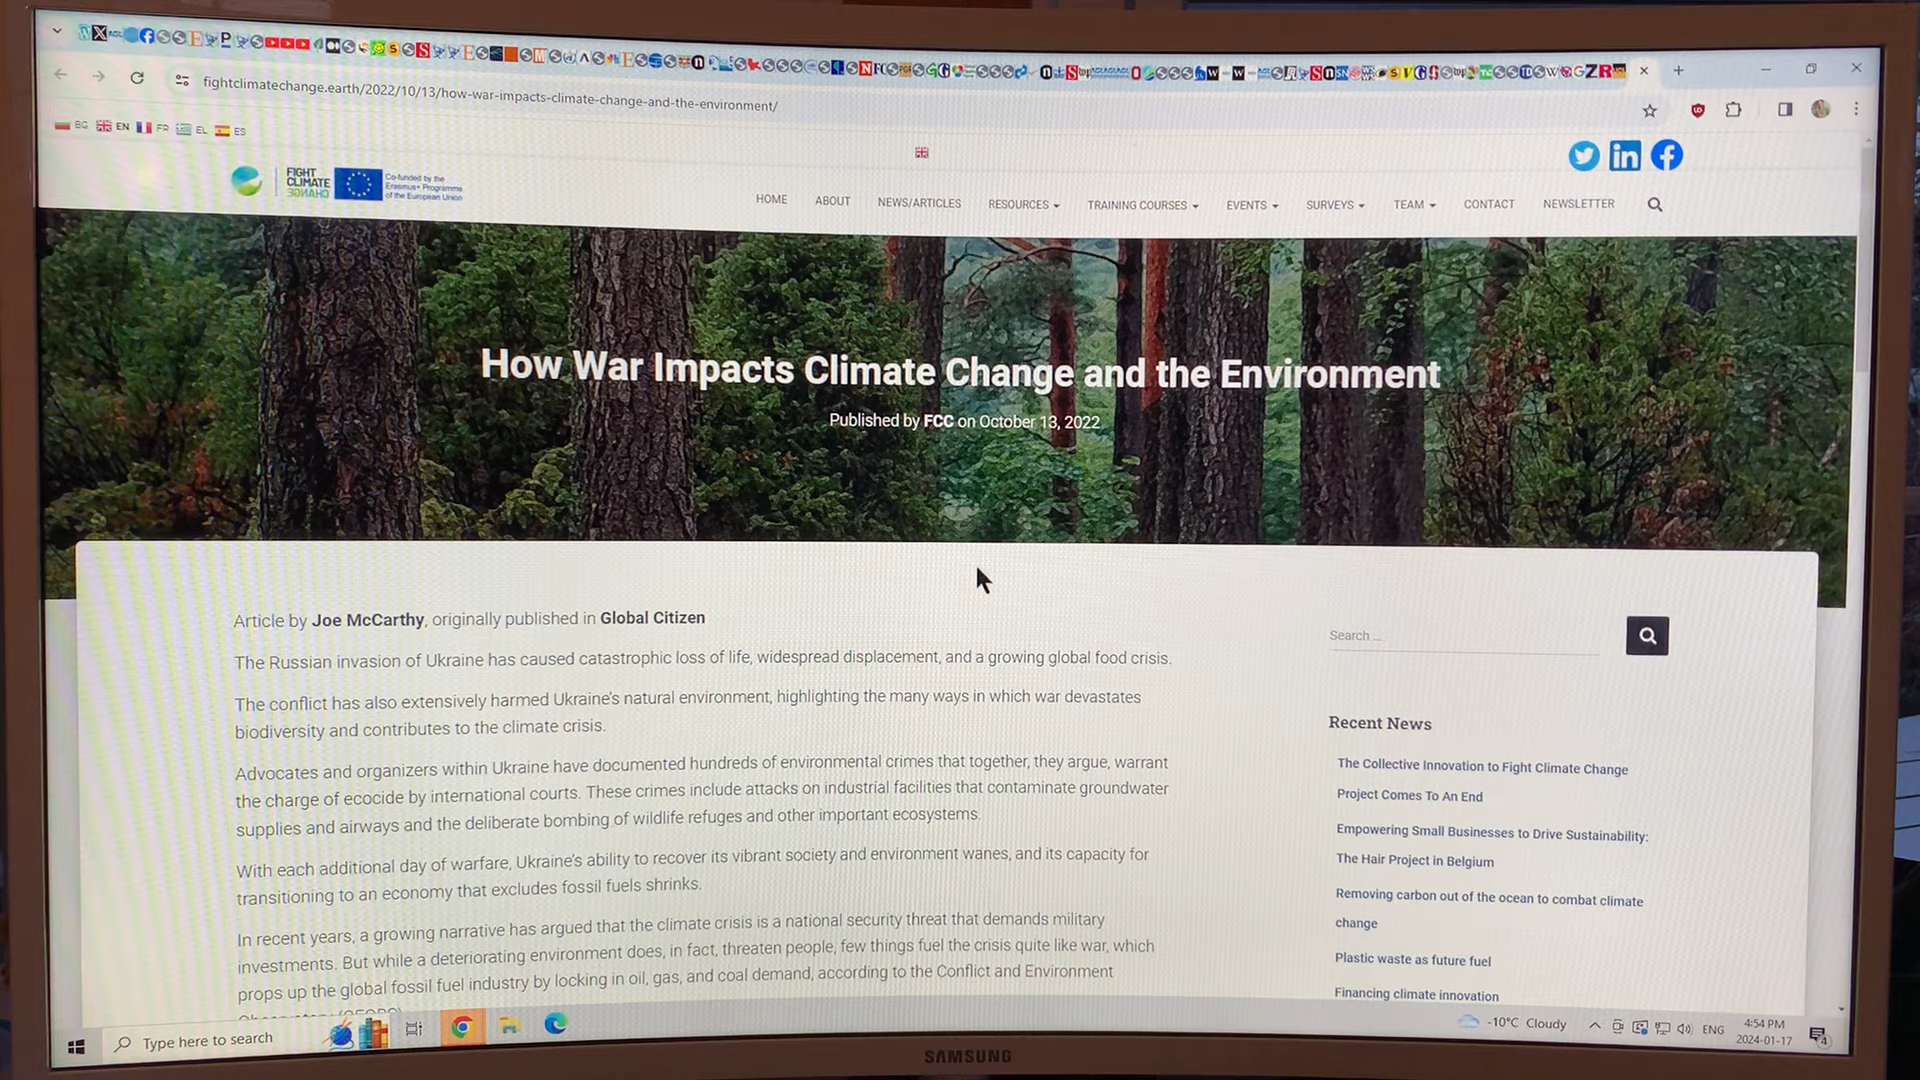 fightclimatechange.earth/2022/10/13/how-war-impacts-climate-change-and-the-environment/
BG EN FR EL ES
FIGHT
CLIMATE
CHANGE
Co-funded by the
Erasmus+ Programme
of the European Union
HOME ABOUT NEWS/ARTICLES RESOURCES TRAINING COURSES EVENTS SURVEYS TEAM CONTACT NEWSLETTER
How War Impacts Climate Change and the Environment
Published by FCC on October 13, 2022
Article by Joe McCarthy, originally published in Global Citizen
The Russian invasion of Ukraine has caused catastrophic loss of life, widespread displacement, and a growing global food crisis.
The conflict has also extensively harmed Ukraine's natural environment, highlighting the many ways in which war devastates
biodiversity and contributes to the climate crisis.
Advocates and organizers within Ukraine have documented hundreds of environmental crimes that together, they argue, warrant
the charge of ecocide by international courts. These crimes include attacks on industrial facilities that contaminate groundwater
supplies and airways and the deliberate bombing of wildlife refuges and other important ecosystems.
With each additional day of warfare, Ukraine's ability to recover its vibrant society and environment wanes, and its capacity for
transitioning to an economy that excludes fossil fuels shrinks.
In recent years, a growing narrative has argued that the climate crisis is a national security threat that demands military
investments. But while a deteriorating environment does, in fact, threaten people, few things fuel the crisis quite like war, which
props up the global fossil fuel industry by locking in oil, gas, and coal demand, according to the Conflict and Environment
Search ...
Recent News
The Collective Innovation to Fight Climate Change
Project Comes To An End
Empowering Small Businesses to Drive Sustainability:
The Hair Project in Belgium
Removing carbon out of the ocean to combat climate
change
Plastic waste as future fuel
Financing climate innovation
Type here to search
-10°C Cloudy
ENG
4:54 PM
2024-01-17
4
SAMSUNG